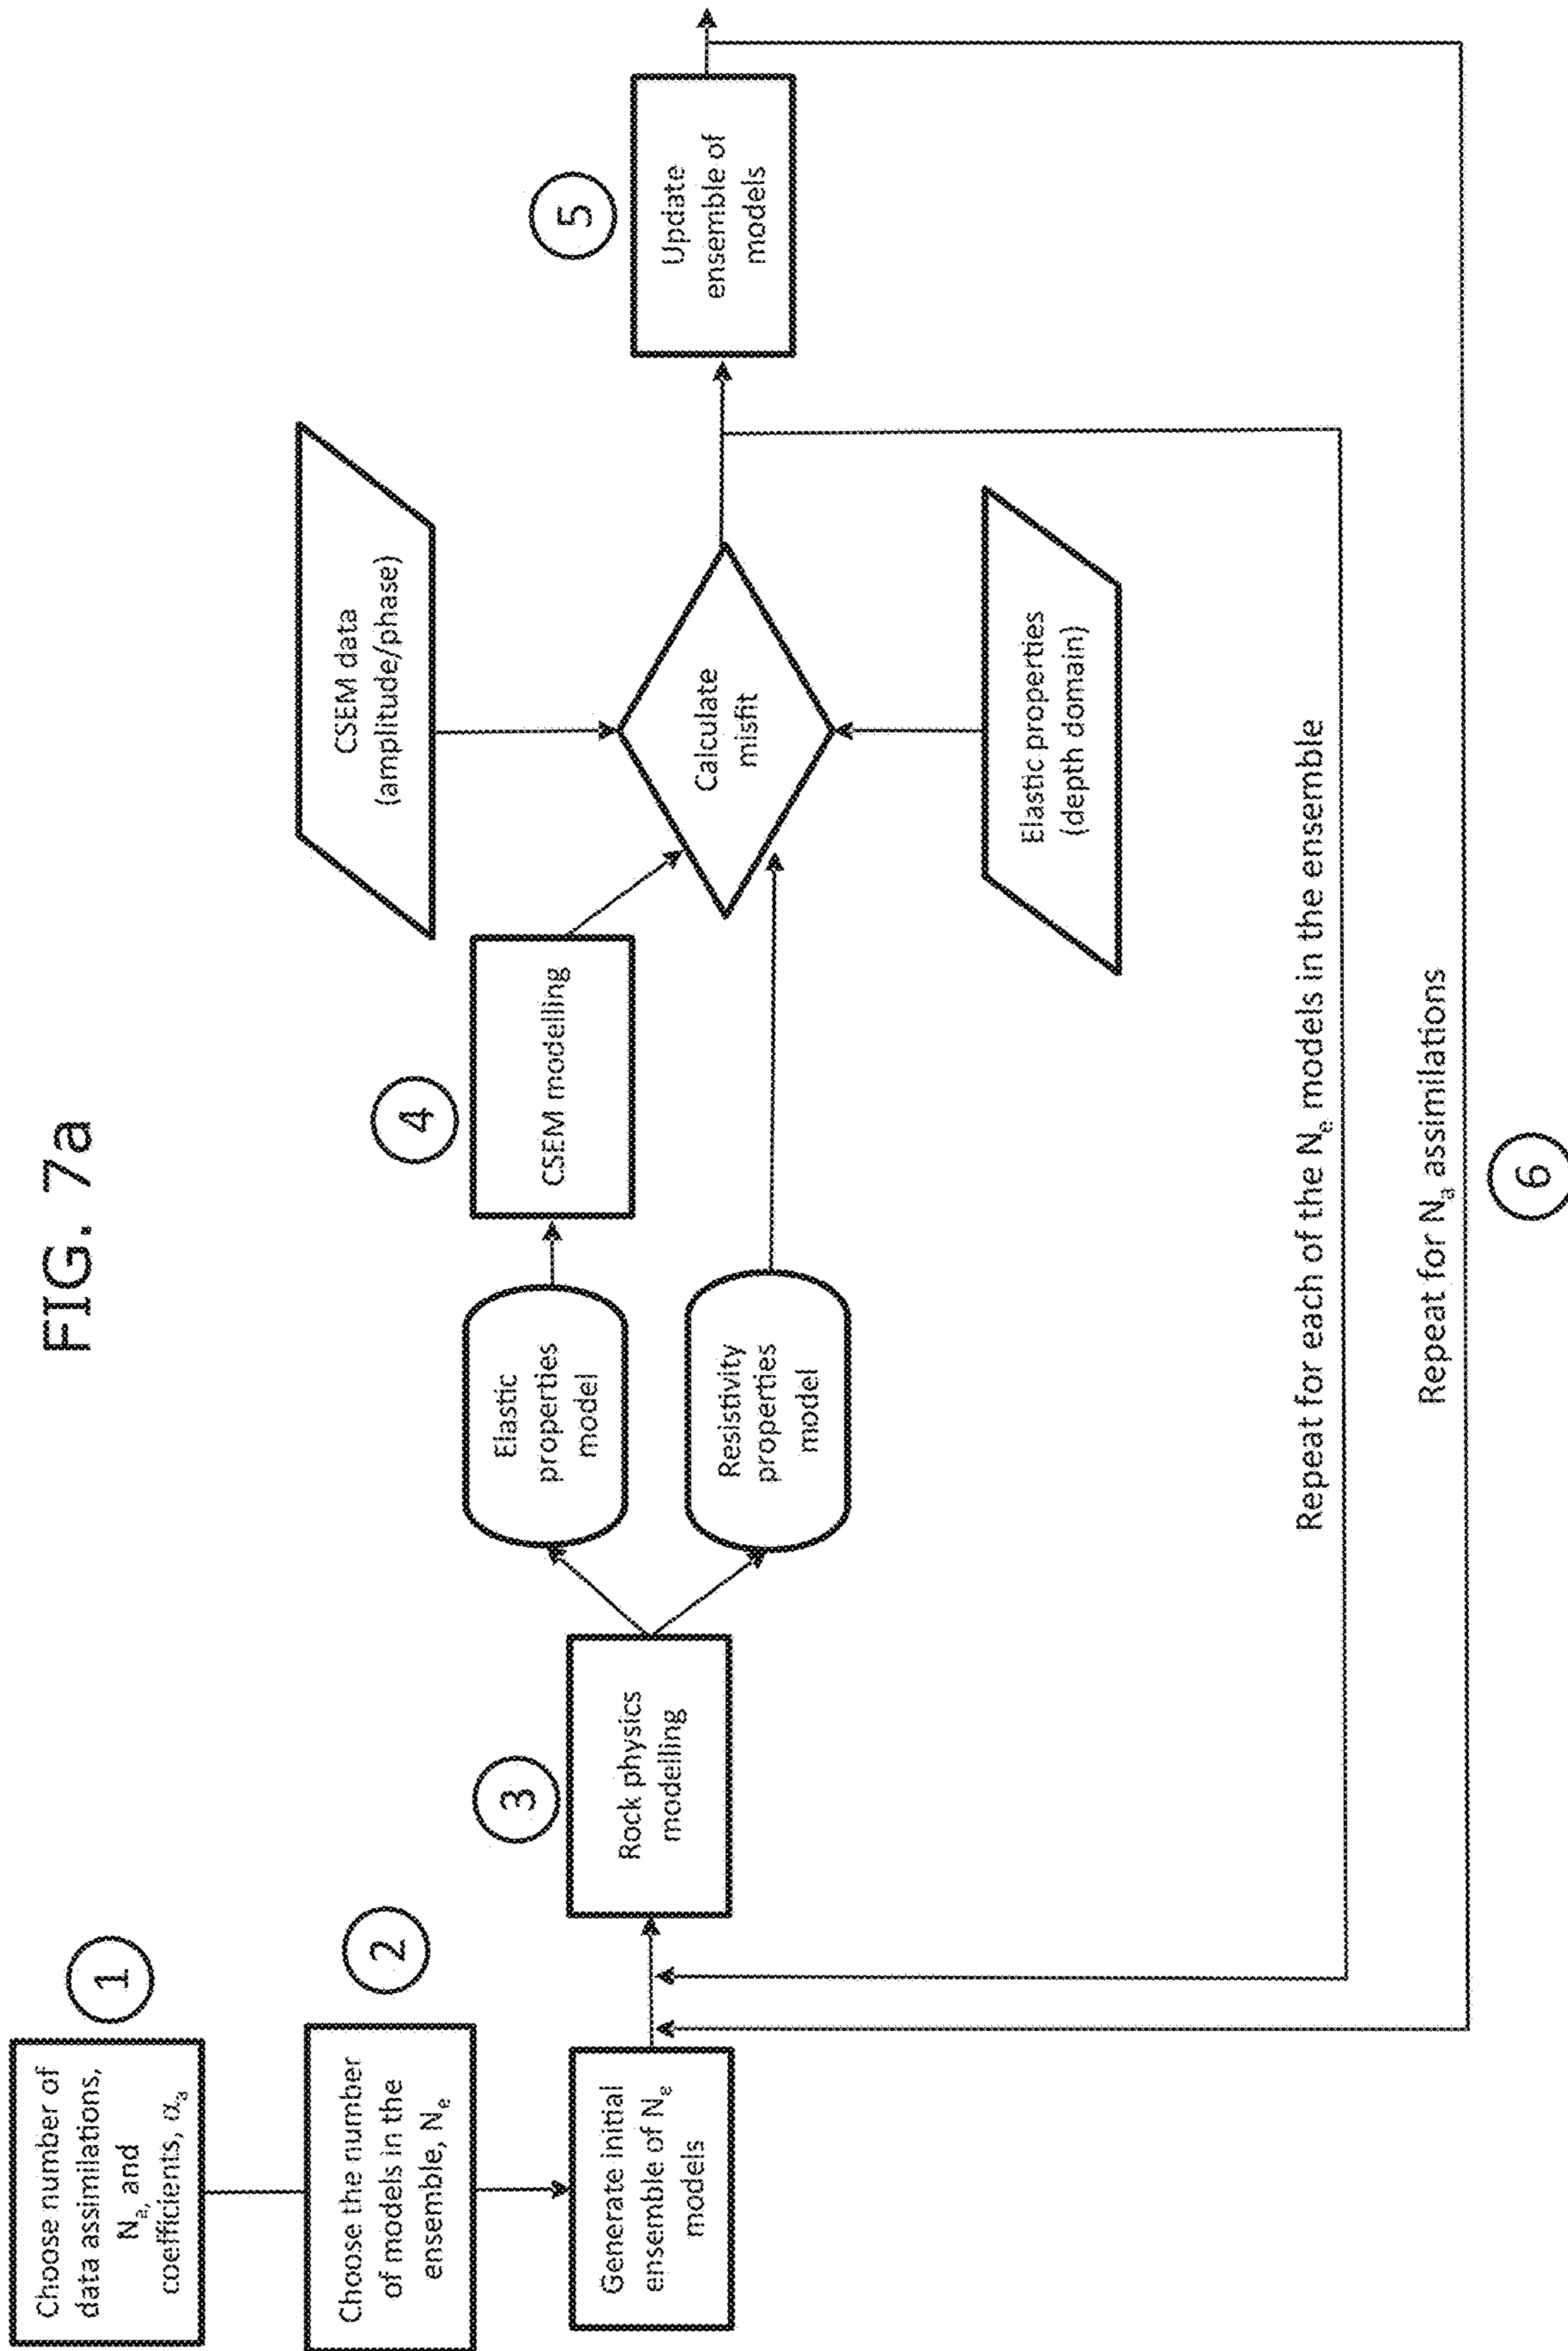 FIG. 7a
1
Choose number of
data assimilations,
Nₐ, and
coefficients, αₐ
2
Choose the number
of models in the
ensemble, Nₑ
Generate initial
ensemble of Nₑ
models
3
Rock physics
modelling
Elastic
properties
model
Resistivity
properties
model
4
CSEM modelling
CSEM data
(amplitude/phase)
Calculate
misfit
Elastic properties
(depth domain)
5
Update
ensemble of
models
Repeat for each of the Nₑ models in the ensemble
Repeat for Nₐ assimilations
6